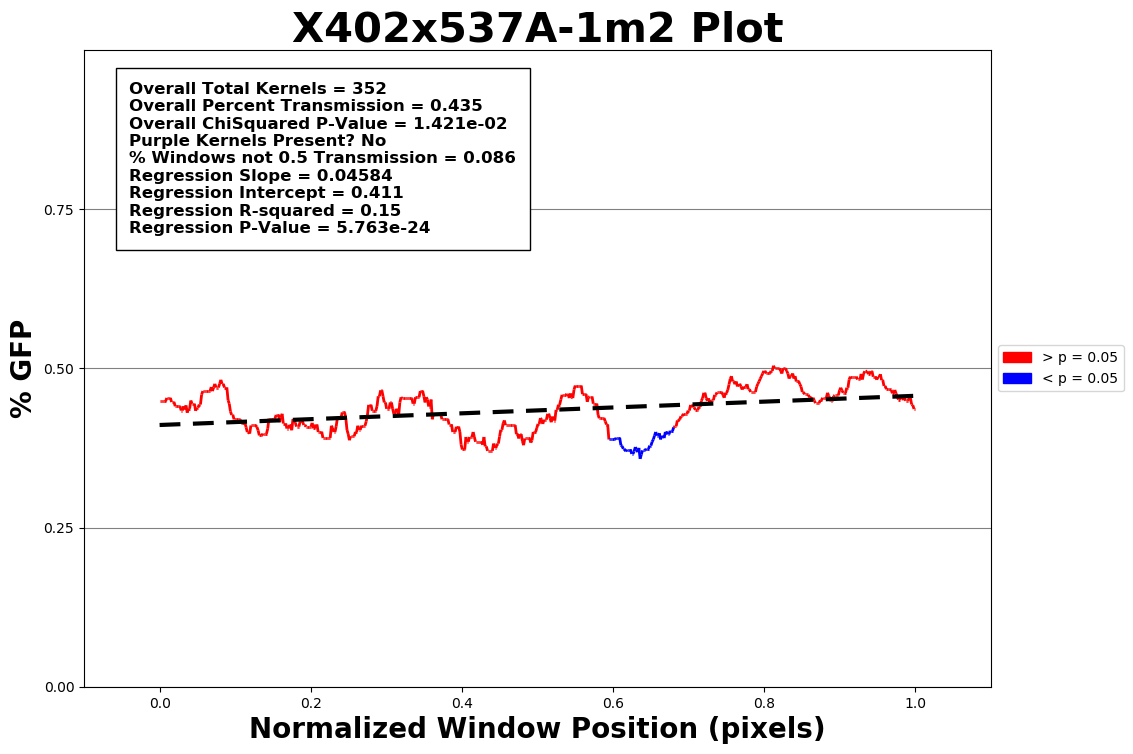 X402x537A-1m2 Plot
Overall Total Kernels = 352
Overall Percent Transmission = 0.435
Overall ChiSquared P-Value = 1.421e-02
Purple Kernels Present? No
% Windows not 0.5 Transmission = 0.086
Regression Slope = 0.04584
Regression Intercept = 0.411
Regression R-squared = 0.15
Regression P-Value = 5.763e-24
% GFP
0.75
0.50
0.25
0.00
> p = 0.05
< p = 0.05
0.0 0.2 0.4 0.6 0.8 1.0
Normalized Window Position (pixels)